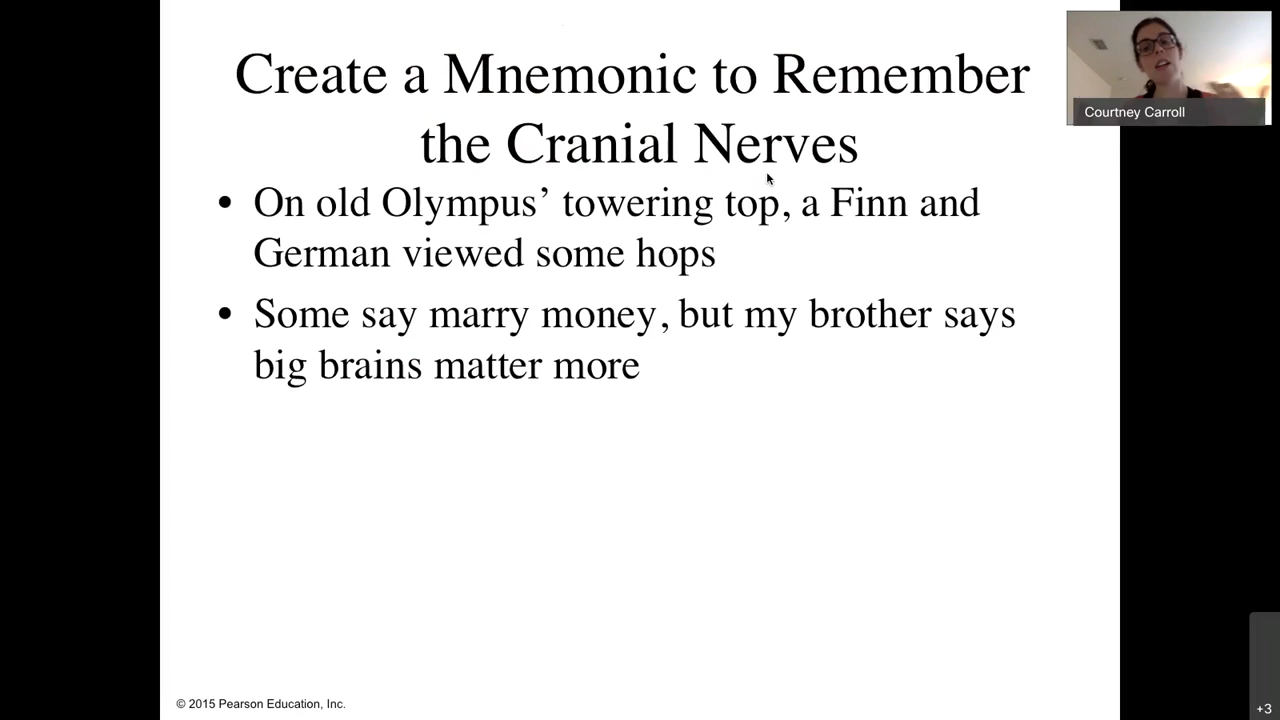 Create a Mnemonic to Remember
the Cranial Nerves
• On old Olympus’ towering top, a Finn and
German viewed some hops
• Some say marry money, but my brother says
big brains matter more
Courtney Carroll
© 2015 Pearson Education, Inc.
+3